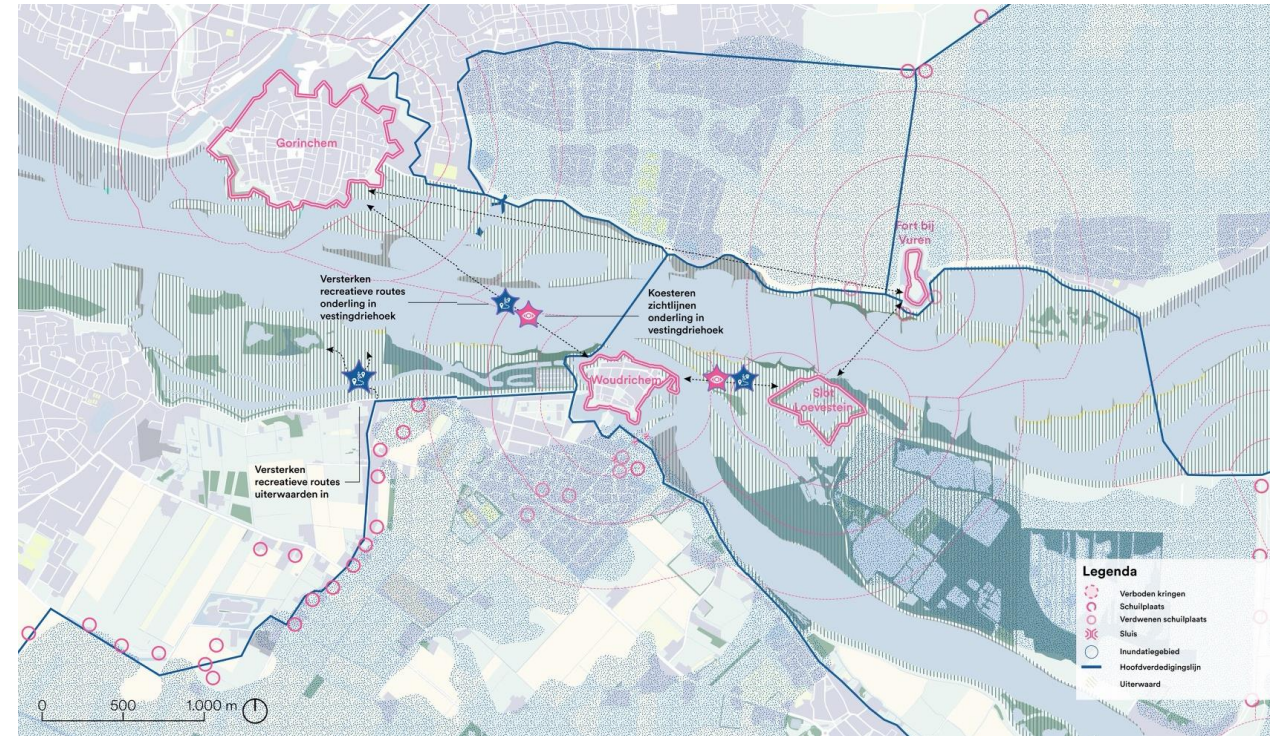 Gorinchem
Fort bij
Vuren
Versterken
recreatieve routes
onderling in
vestingdriehoek
Koesteren
zichtlijnen
onderling in
vestingdriehoek
Woudrichem
Slot
Loevestein
Versterken
recreatieve routes
uiterwaarden in
Legenda
Verboden kringen
Schuilplaats
Verdwenen schuilplaats
Sluis
Inundatiegebied
Hoofdverdedigingslijn
Uiterwaard
0 500 1.000 m